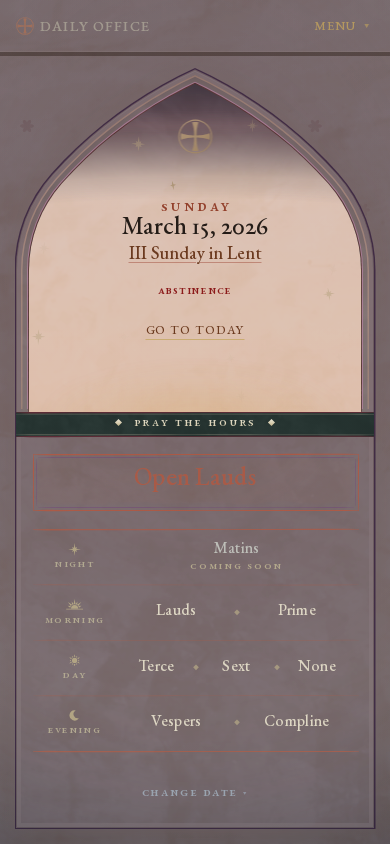 DAILY OFFICE
MENU
SUNDAY
March 15, 2026
III Sunday in Lent
ABSTINENCE
GO TO TODAY
PRAY THE HOURS
Open Lauds
NIGHT
Matins
COMING SOON
MORNING
Lauds
Prime
DAY
Terce
Sext
None
EVENING
Vespers
Compline
CHANGE DATE